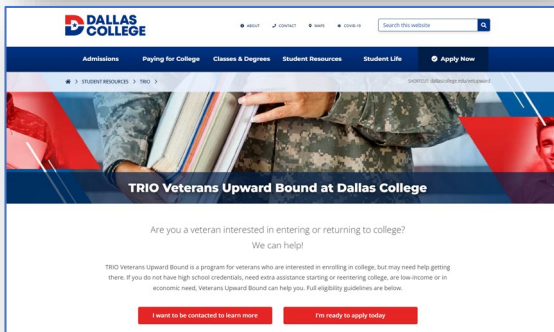 DALLAS
COLLEGE
ABOUT
CONTACT
MAPS
COVID-19
Search this website
Admissions
Paying for College
Classes & Degrees
Student Resources
Student Life
Apply Now
> STUDENT RESOURCES > TRIO >
SHORTCUT: dallascollege.edu/vetupward
TRIO Veterans Upward Bound at Dallas College
Are you a veteran interested in entering or returning to college?
We can help!
TRIO Veterans Upward Bound is a program for veterans who are interested in enrolling in college, but may need help getting
there. If you do not have high school credentials, need extra assistance starting or reentering college, are low-income or in
economic need, Veterans Upward Bound can help you. Full eligibility guidelines are below.
I want to be contacted to learn more
I'm ready to apply today